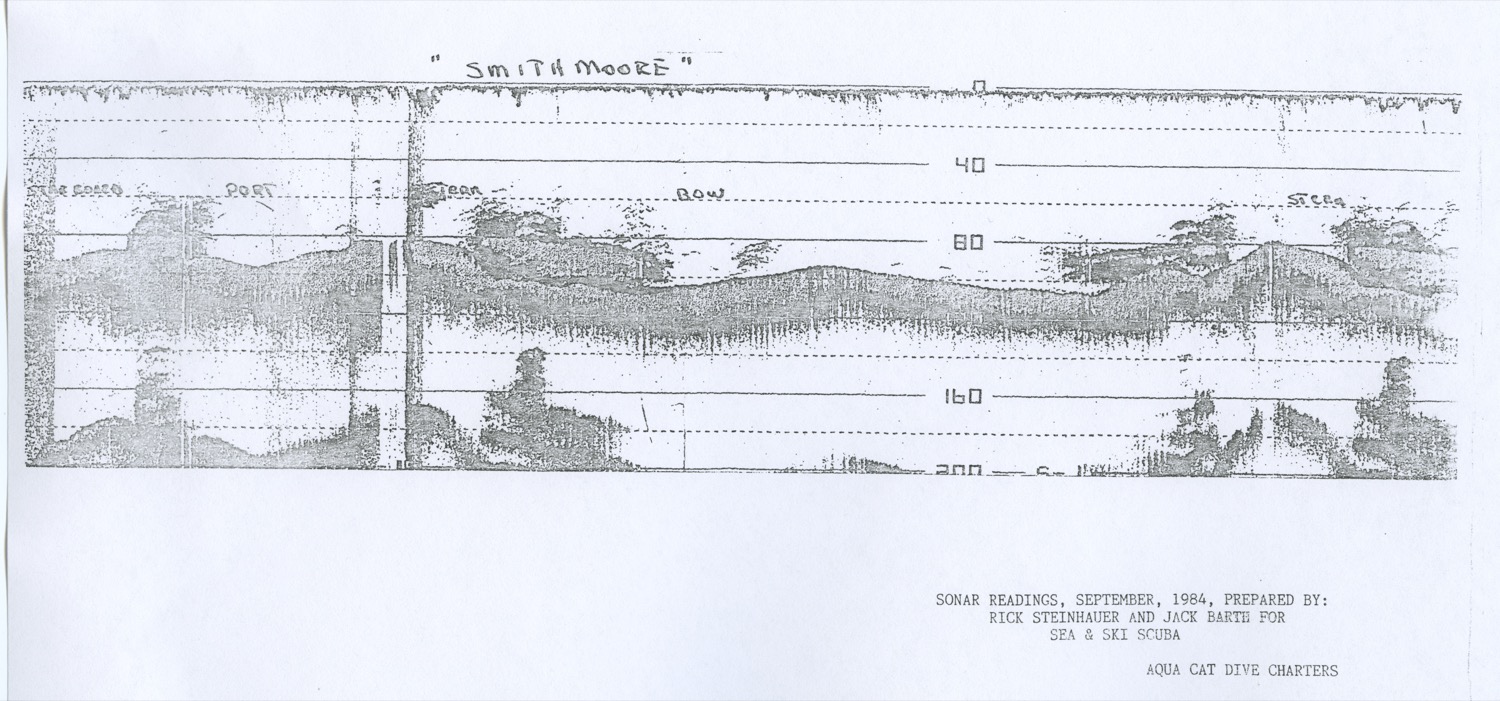 " SMITH MOORE "
0
40
PORT
STERN
BOW
STERN
80
160
200
SONAR READINGS, SEPTEMBER, 1984, PREPARED BY:
RICK STEINHAUER AND JACK BARTH FOR
SEA & SKI SCUBA
AQUA CAT DIVE CHARTERS